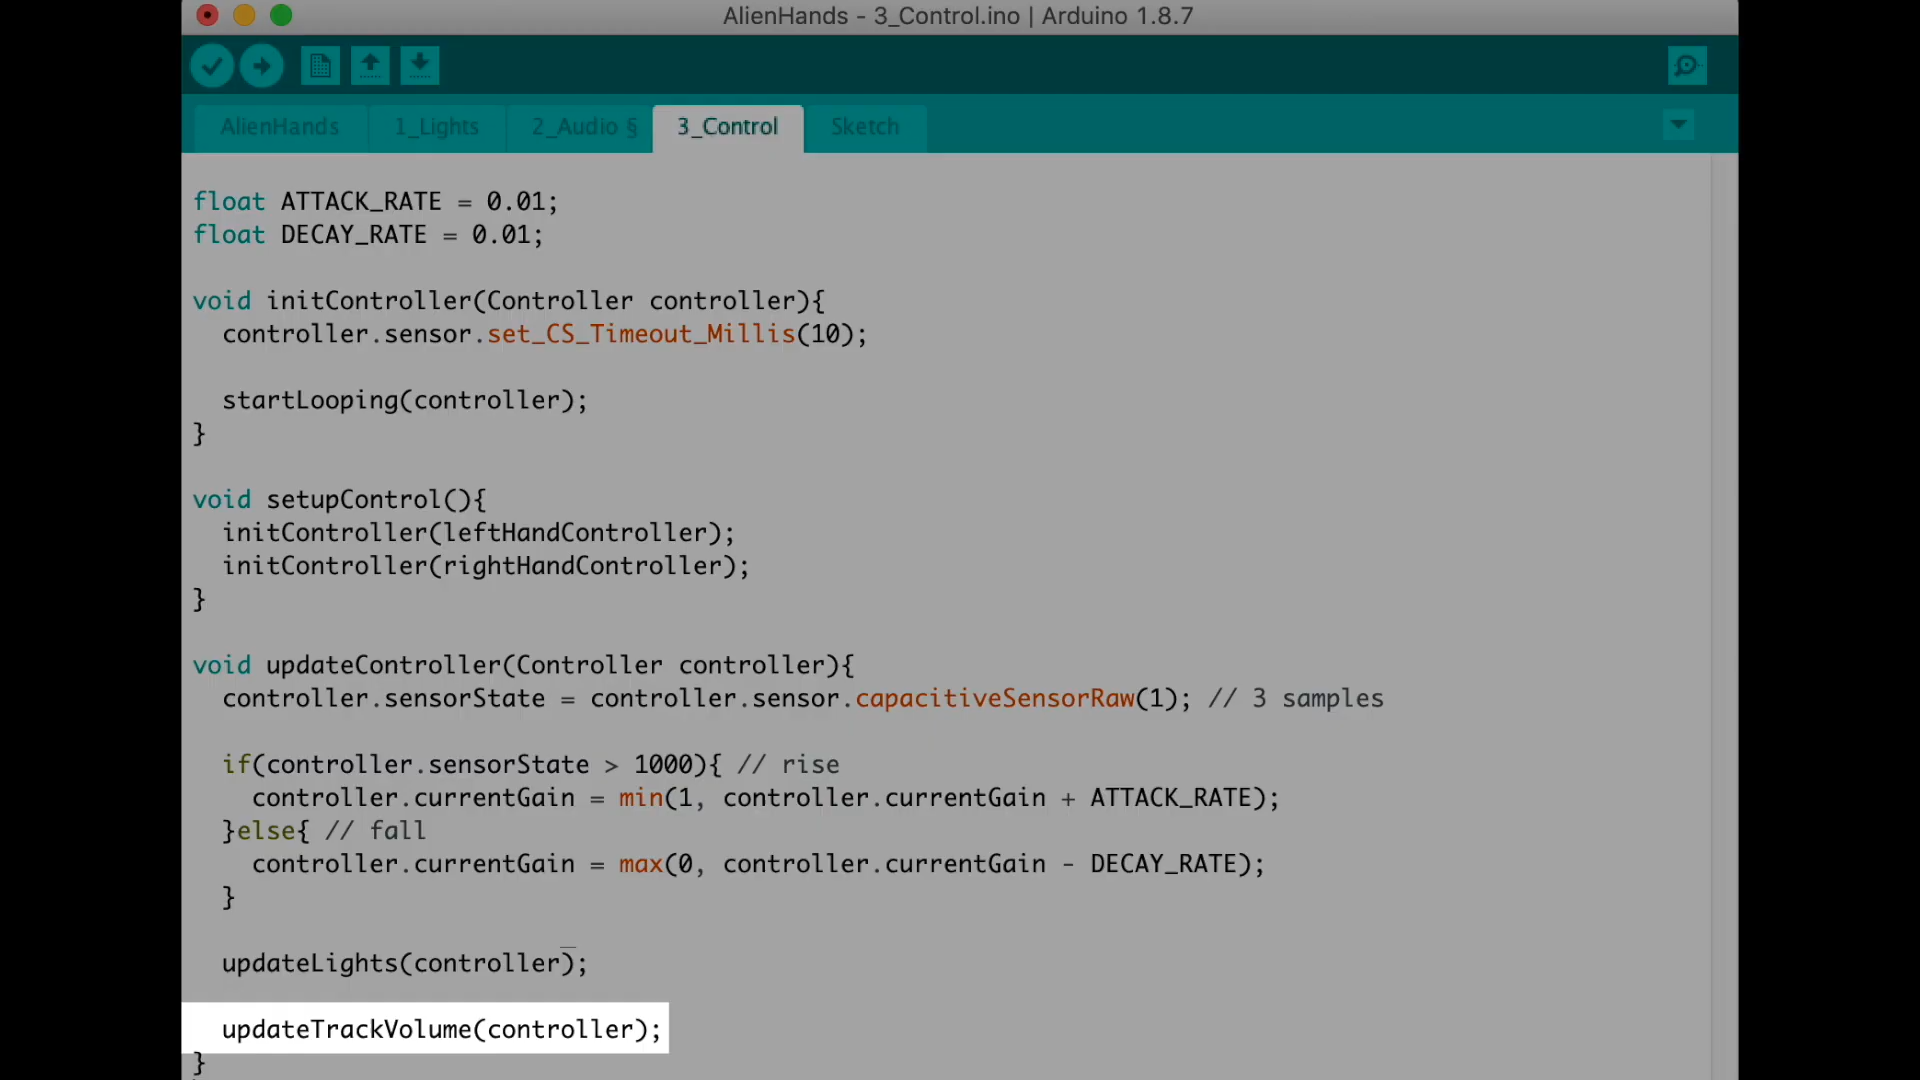 AlienHands - 3_Control.ino | Arduino 1.8.7
AlienHands 1_Lights 2_Audio § 3_Control Sketch
float ATTACK_RATE = 0.01;
float DECAY_RATE = 0.01;
void initController(Controller controller){
controller.sensor.set_CS_Timeout_Millis(10);
startLooping(controller);
}
void setupControl(){
initController(leftHandController);
initController(rightHandController);
}
void updateController(Controller controller){
controller.sensorState = controller.sensor.capacitiveSensorRaw(1); // 3 samples
if(controller.sensorState > 1000){ // rise
controller.currentGain = min(1, controller.currentGain + ATTACK_RATE);
}else{ // fall
controller.currentGain = max(0, controller.currentGain - DECAY_RATE);
}
updateLights(controller);
updateTrackVolume(controller);
}